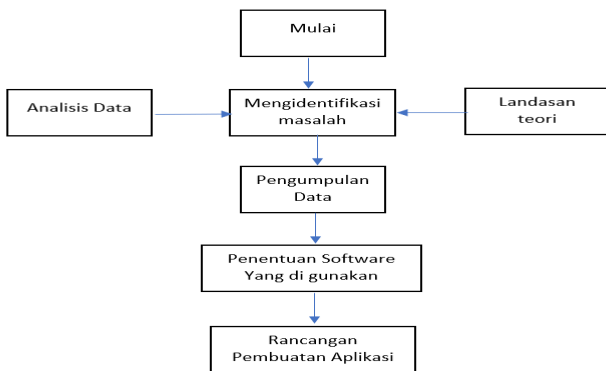 Mulai
Analisis Data
Mengidentifikasi
masalah
Landasan
teori
Pengumpulan
Data
Penentuan Software
Yang di gunakan
Rancangan
Pembuatan Aplikasi